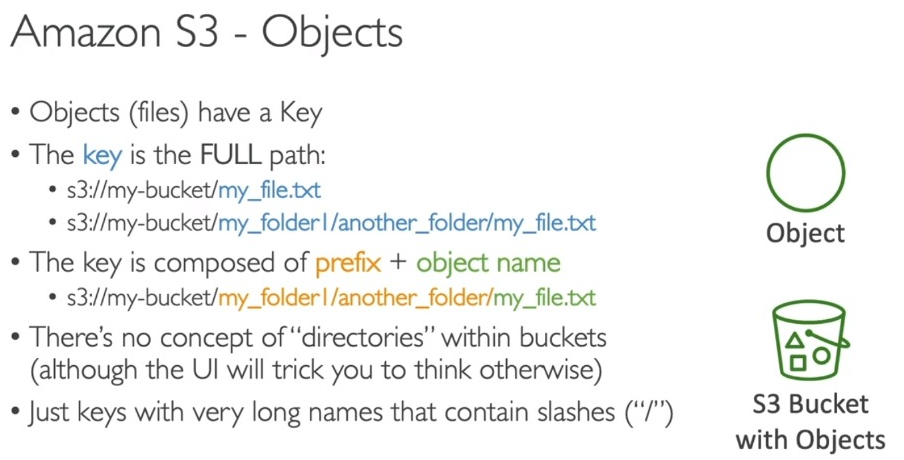 Amazon S3 - Objects
• Objects (files) have a Key
• The key is the FULL path:
• s3://my-bucket/my_file.txt
• s3://my-bucket/my_folder1/another_folder/my_file.txt
• The key is composed of prefix + object name
• s3://my-bucket/my_folder1/another_folder/my_file.txt
• There's no concept of “directories” within buckets
(although the UI will trick you to think otherwise)
• Just keys with very long names that contain slashes (“/”)
Object
S3 Bucket
with Objects